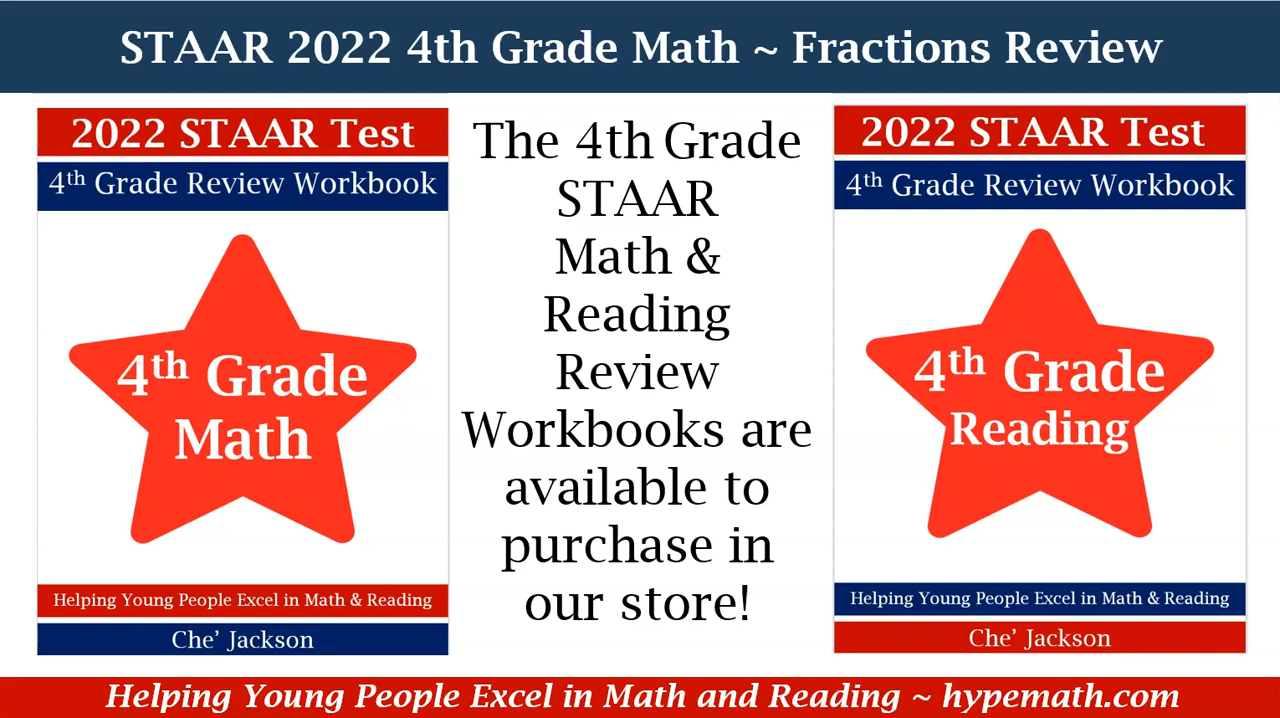 STAAR 2022 4th Grade Math ~ Fractions Review
2022 STAAR Test
4th Grade Review Workbook
4th Grade
Math
Helping Young People Excel in Math & Reading
Che’ Jackson
The 4th Grade
STAAR
Math &
Reading
Review
Workbooks are
available to
purchase in
our store!
2022 STAAR Test
4th Grade Review Workbook
4th Grade
Reading
Helping Young People Excel in Math & Reading
Che’ Jackson
Helping Young People Excel in Math and Reading ~ hypemath.com